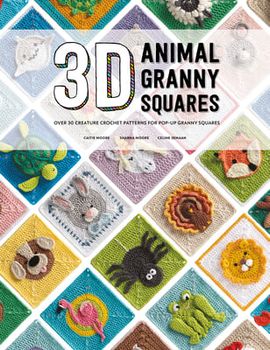 3D ANIMAL
GRANNY
SQUARES
OVER 30 CREATURE CROCHET PATTERNS FOR POP-UP GRANNY SQUARES
CAITIE MOORE SHARNA MOORE CELINE SEMAAN